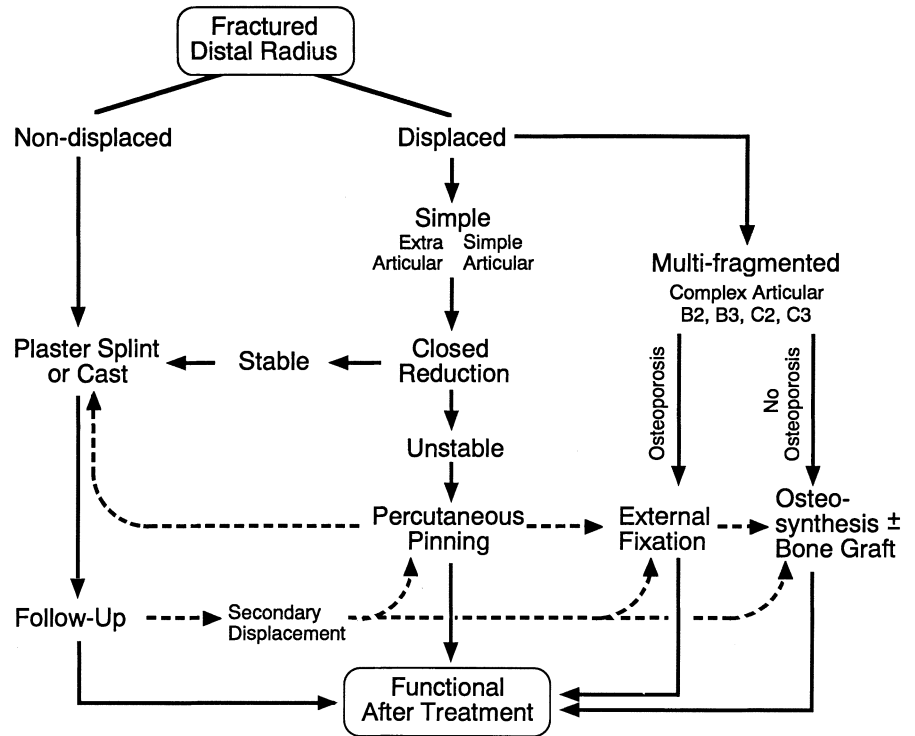 Fractured
Distal Radius
Non-displaced
Displaced
Simple
Extra Simple
Articular Articular
Multi-fragmented
Complex Articular
B2, B3, C2, C3
Plaster Splint
or Cast
Stable
Closed
Reduction
Osteoporosis
No
Osteoporosis
Unstable
Percutaneous
Pinning
External
Fixation
Osteo-
synthesis ±
Bone Graft
Follow-Up
Secondary
Displacement
Functional
After Treatment